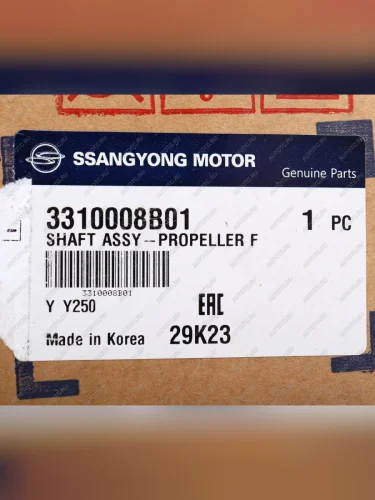 SSANGYONG MOTOR
Genuine Parts
3310008B01 1 PC
SHAFT ASSY-PROPELLER F
3310008B01
Y Y250 EAC
Made in Korea 29K23